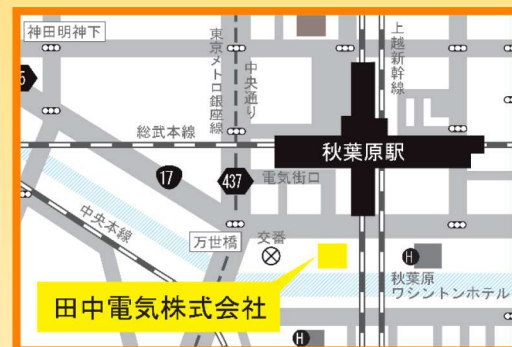 神田明神下
5
東京メトロ銀座線
中央通り
上越新幹線
総武本線
秋葉原駅
17
437
電気街口
中央本線
万世橋
交番
H
秋葉原
ワシントンホテル
田中電気株式会社
H